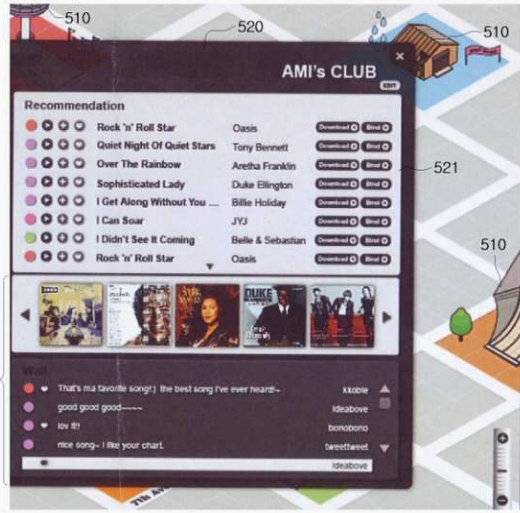 510
520
510
AMI's CLUB
EDIT
Recommendation
Rock 'n' Roll Star Oasis Download Bind
Quiet Night Of Quiet Stars Tony Bennett Download Bind
Over The Rainbow Aretha Franklin Download Bind
521
Sophisticated Lady Duke Ellington Download Bind
I Get Along Without You .... Billie Holiday Download Bind
I Can Soar JYJ Download Bind
I Didn't See It Coming Belle & Sebastian Download Bind
Rock 'n' Roll Star Oasis Download Bind
510
DUKE
Wall
That's ma favorite song!:) the best song I've ever heard!~ kkobie
good good good~~~~ Ideabove
lov it!! bonobono
nice song~ I like your chart. tweettweet
Ideabove
7th Av